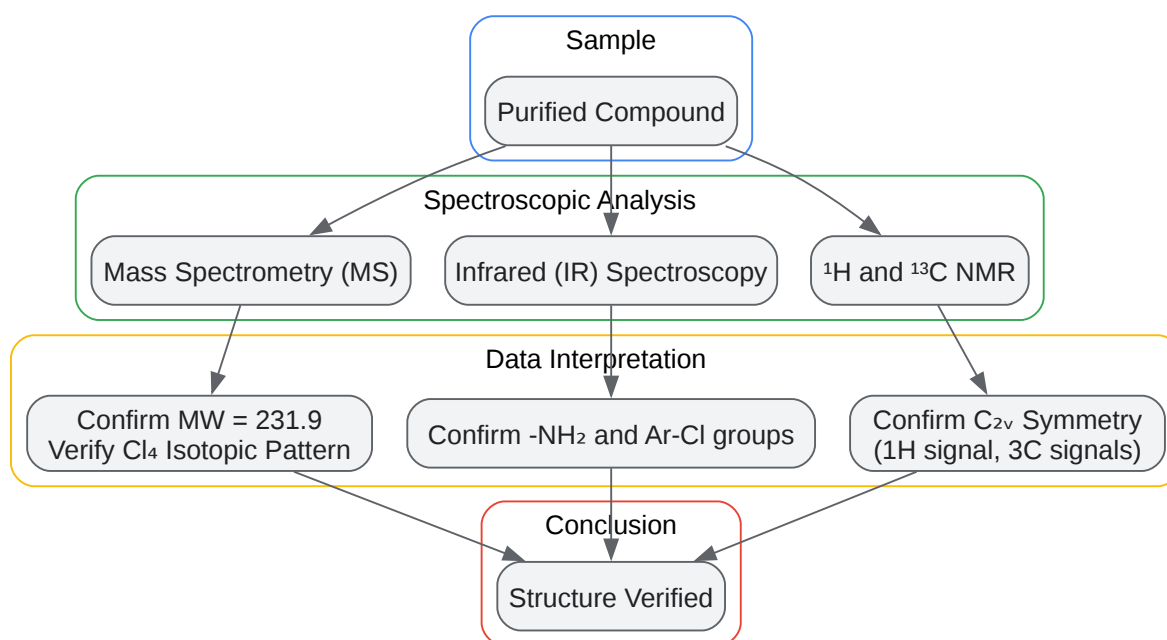 Sample
Purified Compound
Spectroscopic Analysis
Mass Spectrometry (MS)
Infrared (IR) Spectroscopy
¹H and ¹³C NMR
Data Interpretation
Confirm MW = 231.9
Verify Cl₄ Isotopic Pattern
Confirm -NH₂ and Ar-Cl groups
Confirm C₂ᵥ Symmetry
(1H signal, 3C signals)
Conclusion
Structure Verified